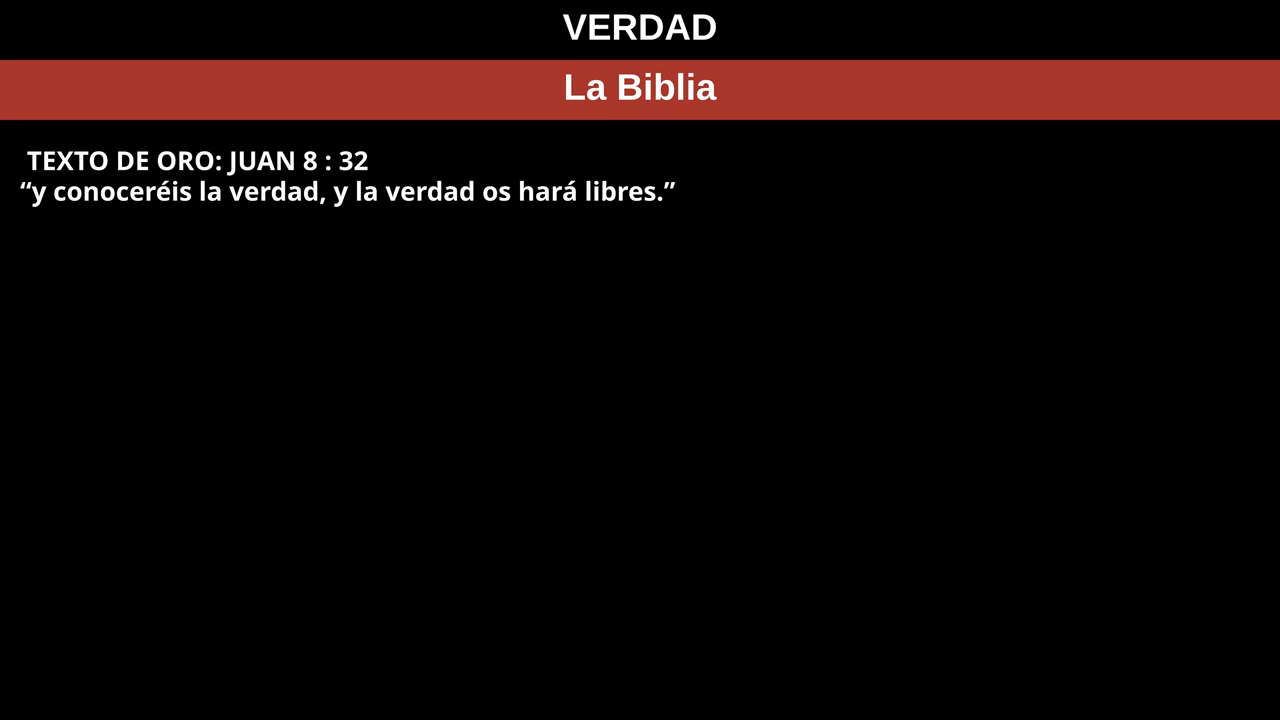 VERDAD
La Biblia
TEXTO DE ORO: JUAN 8 : 32
“y conoceréis la verdad, y la verdad os hará libres.”